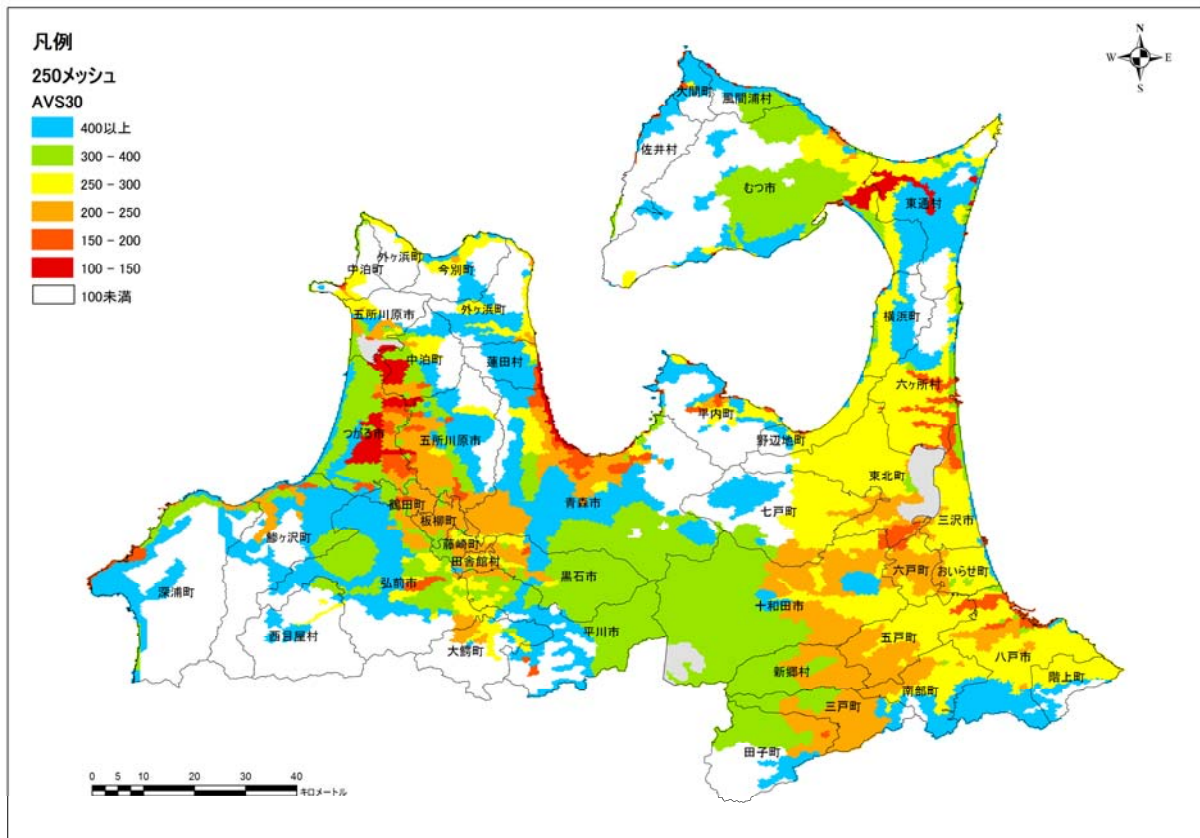 凡例
250メッシュ
AVS30
400以上
300 - 400
250 - 300
200 - 250
150 - 200
100 - 150
100未満
N
W
E
S
大間町
風間浦村
佐井村
むつ市
東通村
外ヶ浜町
中泊町
今別町
外ヶ浜町
五所川原市
横浜町
中泊町
蓬田村
六ヶ所村
平内町
つがる市
五所川原市
野辺地町
東北町
青森市
七戸町
鶴田町
板柳町
三沢市
鰺ヶ沢町
藤崎町
田舎館村
黒石市
六戸町
おいらせ町
弘前市
深浦町
十和田市
西目屋村
平川市
五戸町
大鰐町
八戸市
新郷村
階上町
南部町
三戸町
田子町
0 5 10 20 30 40
キロメートル